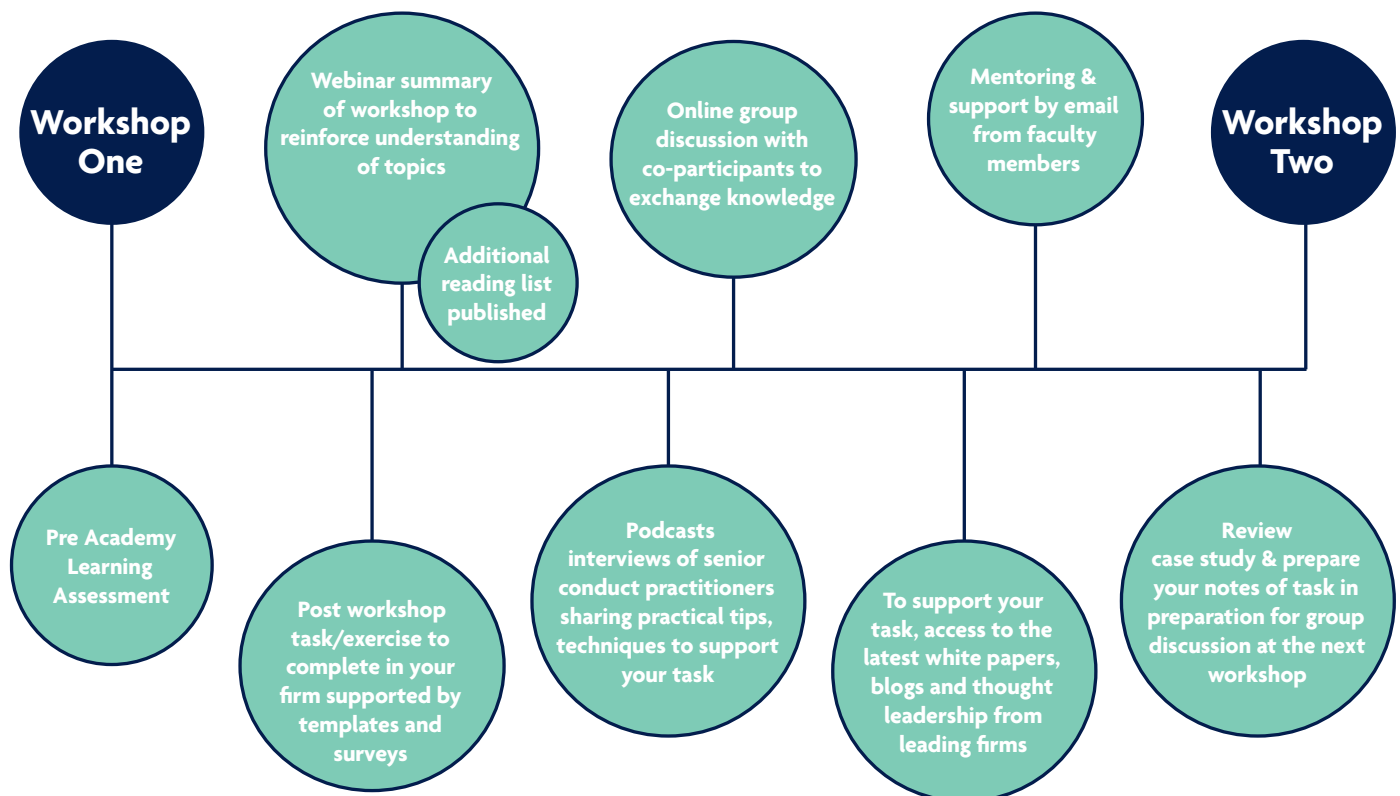 Workshop
One
Webinar summary
of workshop to
reinforce understanding
of topics
Additional
reading list
published
Online group
discussion with
co-participants to
exchange knowledge
Mentoring &
support by email
from faculty
members
Workshop
Two
Pre Academy
Learning
Assessment
Post workshop
task/exercise to
complete in your
firm supported by
templates and
surveys
Podcasts
interviews of senior
conduct practitioners
sharing practical tips,
techniques to support
your task
To support your
task, access to the
latest white papers,
blogs and thought
leadership from
leading firms
Review
case study & prepare
your notes of task in
preparation for group
discussion at the next
workshop